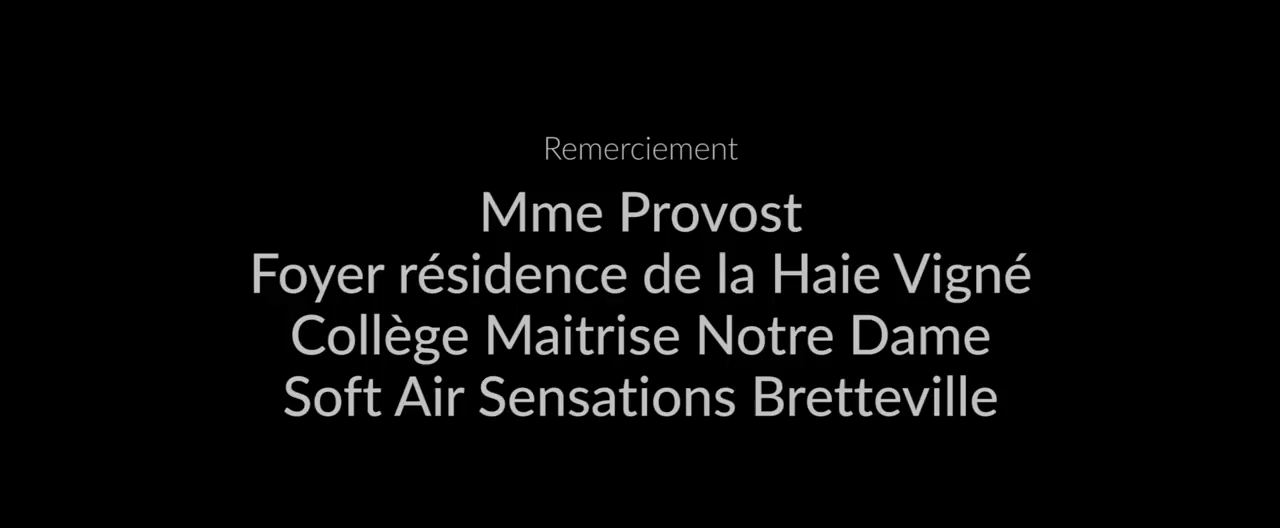 Remerciement
Mme Provost
Foyer résidence de la Haie Vigné
Collège Maitrise Notre Dame
Soft Air Sensations Bretteville